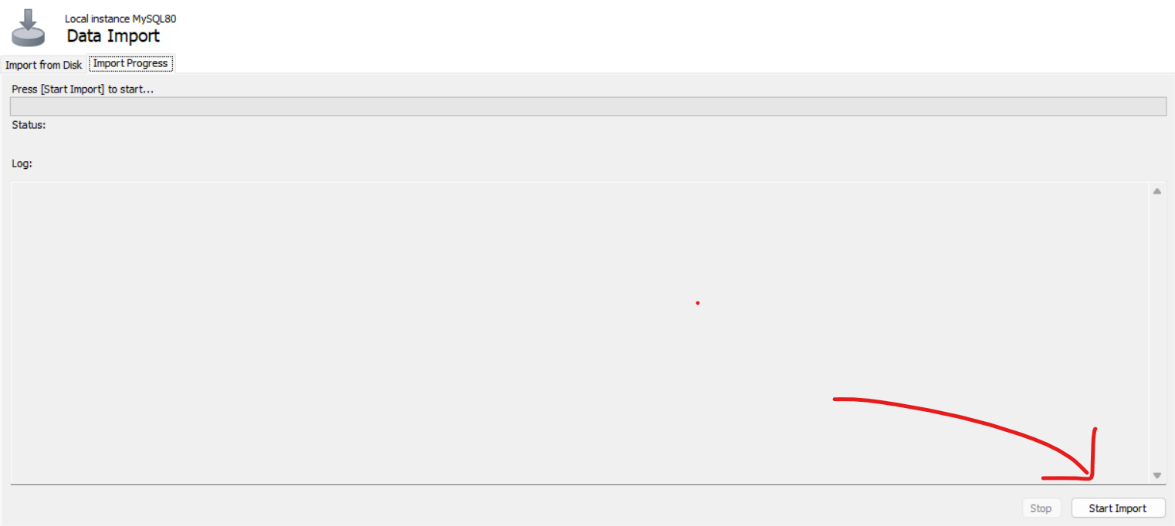 Local instance MySQL80
Data Import
Import from Disk Import Progress
Press [Start Import] to start...
Status:
Log:
Stop Start Import